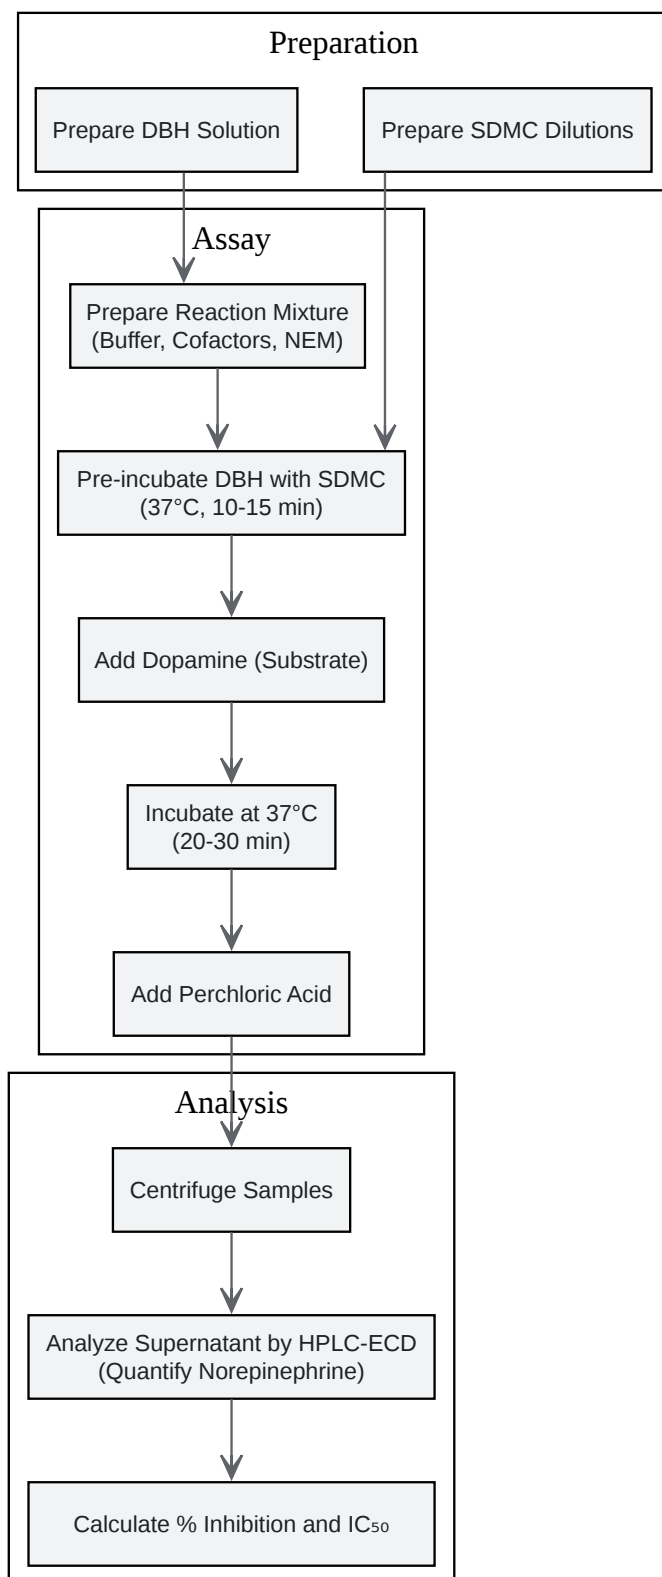 Preparation
Prepare DBH Solution
Prepare SDMC Dilutions
Assay
Prepare Reaction Mixture
(Buffer, Cofactors, NEM)
Pre-incubate DBH with SDMC
(37°C, 10-15 min)
Add Dopamine (Substrate)
Incubate at 37°C
(20-30 min)
Add Perchloric Acid
Analysis
Centrifuge Samples
Analyze Supernatant by HPLC-ECD
(Quantify Norepinephrine)
Calculate % Inhibition and IC₅₀